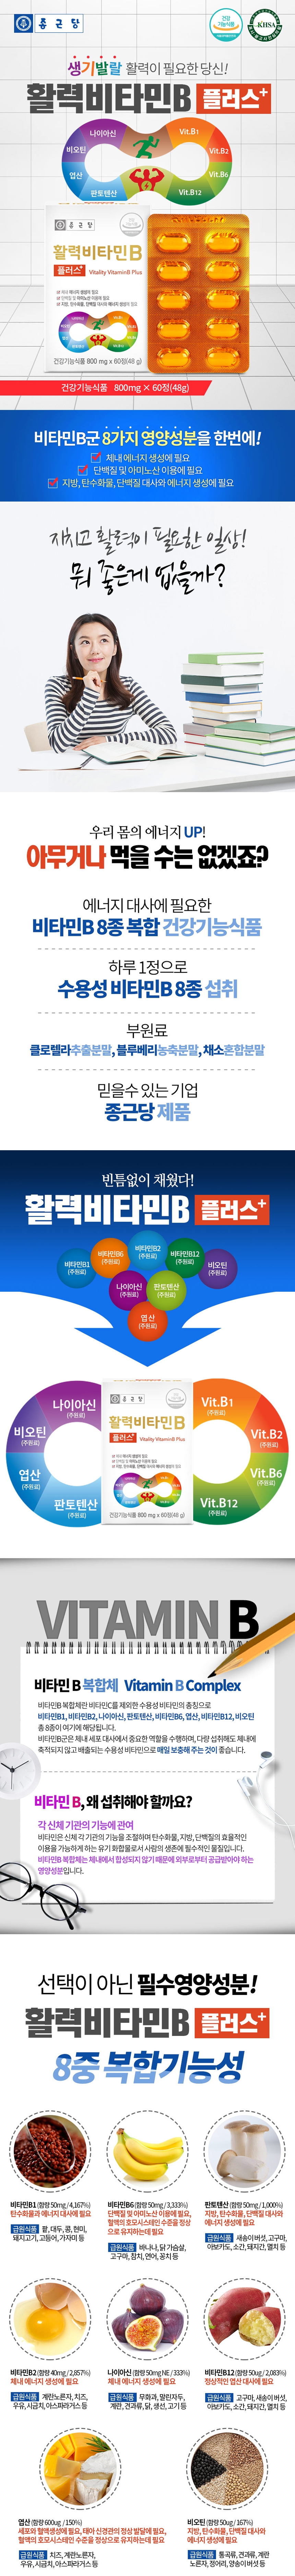 종근당
건강
기능식품
KHSA
생기발랄 활력이 필요한 당신!
활력비타민B 플러스+
나이아신
비오틴
엽산
판토텐산
Vit.B1
Vit.B2
Vit.B6
Vit.B12
종근당
활력비타민B
플러스+ Vitality VitaminB Plus
건강기능식품 800 mg x 60정(48 g)
건강기능식품 800mg × 60정(48g)
비타민B군 8가지 영양성분을 한번에!
체내 에너지 생성에 필요
단백질 및 아미노산 이용에 필요
지방, 탄수화물, 단백질 대사와 에너지 생성에 필요
지치고 활력이 필요한 일상!
뭐 좋은게 없을까?
우리 몸의 에너지 UP!
아무거나 먹을 수는 없겠죠?
에너지 대사에 필요한
비타민B 8종 복합 건강기능식품
하루 1정으로
수용성 비타민B 8종 섭취
부원료
클로렐라추출분말, 블루베리농축분말, 채소혼합분말
믿을수 있는 기업
종근당 제품
빈틈없이 채웠다!
활력비타민B 플러스+
비타민B1
(주원료)
비타민B6
(주원료)
비타민B2
(주원료)
비타민B12
(주원료)
비오틴
(주원료)
나이아신
(주원료)
판토텐산
(주원료)
엽산
(주원료)
나이아신
(주원료)
비오틴
(주원료)
엽산
(주원료)
판토텐산
(주원료)
종근당
활력비타민B
플러스+ Vitality VitaminB Plus
건강기능식품 800 mg x 60정(48 g)
Vit.B1
(주원료)
Vit.B2
(주원료)
Vit.B6
(주원료)
Vit.B12
(주원료)
VITAMIN B
비타민 B 복합체 Vitamin B Complex
비타민B 복합체란 비타민C를 제외한 수용성 비타민의 총칭으로
비타민B1, 비타민B2, 나이아신, 판토텐산, 비타민B6, 엽산, 비타민B12, 비오틴
총 8종이 여기에 해당됩니다.
비타민B군은 체내 세포 대사에서 중요한 역할을 수행하며, 다량 섭취해도 체내에
축적되지 않고 배출되는 수용성 비타민으로 매일 보충해 주는 것이 좋습니다.
비타민 B, 왜 섭취해야 할까요?
각 신체 기관의 기능에 관여
비타민은 신체 각 기관의 기능을 조절하며 탄수화물, 지방, 단백질의 효율적인
이용을 가능하게 하는 유기 화합물로서 사람의 생존에 필수적인 물질입니다.
비타민B 복합체는 체내에서 합성되지 않기 때문에 외부로부터 공급받아야 하는
영양성분입니다.
선택이 아닌 필수영양성분!
활력비타민B 플러스+
8중 복합기능성
비타민B1 (함량 50mg / 4,167%)
탄수화물과 에너지 대사에 필요
급원식품 팥, 대두, 콩, 현미,
돼지고기, 고등어, 가자미 등
비타민B6 (함량 50mg / 3,333%)
단백질 및 아미노산 이용에 필요,
혈액의 호모시스테인 수준을 정상
으로 유지하는데 필요
급원식품 바나나, 닭 가슴살,
고구마, 참치, 연어, 꽁치 등
판토텐산 (함량 50mg / 1,000%)
지방, 탄수화물, 단백질 대사와
에너지 생성에 필요
급원식품 새송이 버섯, 고구마,
아보카도, 소간, 돼지간, 멸치 등
비타민B2 (함량 40mg / 2,857%)
체내 에너지 생성에 필요
급원식품 계란노른자, 치즈,
우유, 시금치, 아스파라거스 등
나이아신 (함량 50mg NE / 333%)
체내 에너지 생성에 필요
급원식품 무화과, 말린자두,
계란, 견과류, 닭, 생선, 고기 등
비타민B12 (함량 50ug / 2,083%)
정상적인 엽산 대사에 필요
급원식품 고구마, 새송이 버섯,
아보카도, 소간, 돼지간, 멸치 등
엽산 (함량 600ug / 150%)
세포와 혈액생성에 필요, 태아 신경관의 정상 발달에 필요,
혈액의 호모시스테인 수준을 정상으로 유지하는데 필요
급원식품 치즈, 계란노른자,
우유, 시금치, 아스파라거스 등
비오틴 (함량 50ug / 167%)
지방, 탄수화물, 단백질 대사와
에너지 생성에 필요
급원식품 통곡류, 견과류, 계란
노른자, 정어리, 양송이 버섯 등